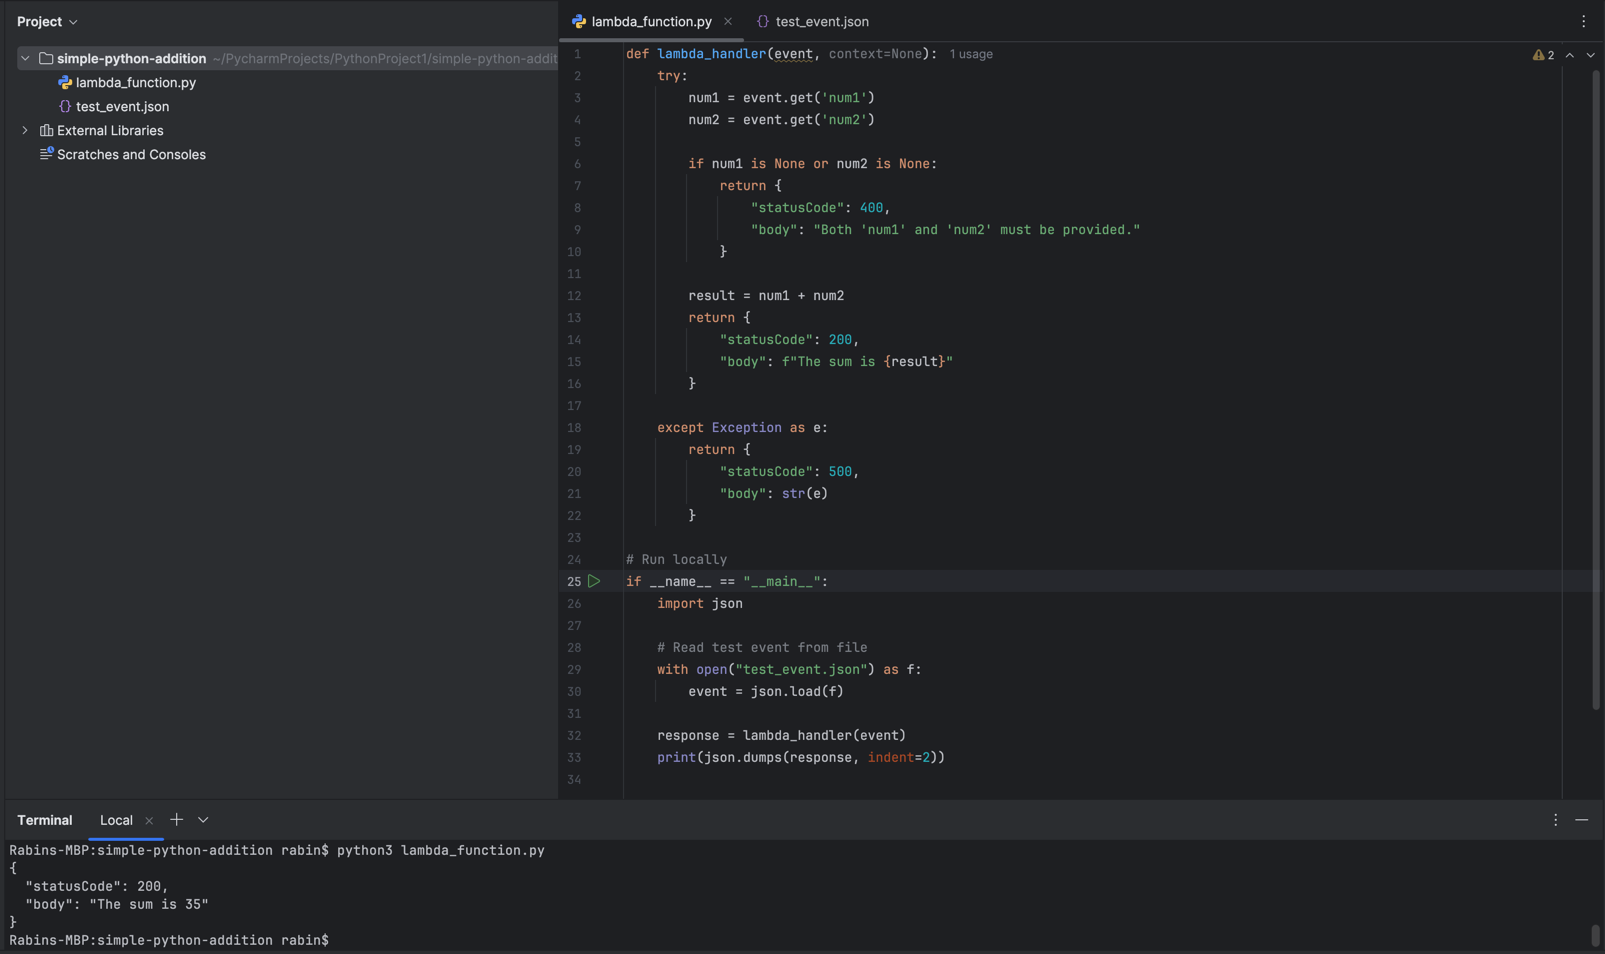 Project
simple-python-addition ~/PycharmProjects/PythonProject1/simple-python-addit
lambda_function.py
test_event.json
External Libraries
Scratches and Consoles
lambda_function.py
test_event.json
2
1 def lambda_handler(event, context=None): 1 usage
2 try:
3 num1 = event.get('num1')
4 num2 = event.get('num2')
5
6 if num1 is None or num2 is None:
7 return {
8 "statusCode": 400,
9 "body": "Both 'num1' and 'num2' must be provided."
10 }
11
12 result = num1 + num2
13 return {
14 "statusCode": 200,
15 "body": f"The sum is {result}"
16 }
17
18 except Exception as e:
19 return {
20 "statusCode": 500,
21 "body": str(e)
22 }
23
24 # Run locally
25 if __name__ == "__main__":
26 import json
27
28 # Read test event from file
29 with open("test_event.json") as f:
30 event = json.load(f)
31
32 response = lambda_handler(event)
33 print(json.dumps(response, indent=2))
34
Terminal Local
Rabins-MBP:simple-python-addition rabin$ python3 lambda_function.py
{
"statusCode": 200,
"body": "The sum is 35"
}
Rabins-MBP:simple-python-addition rabin$